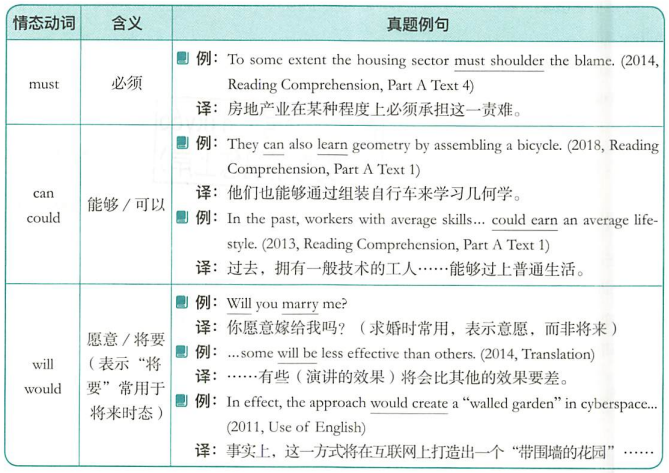 情态动词 含义 真题例句
must 必须
例：To some extent the housing sector must shoulder the blame. (2014,
Reading Comprehension, Part A Text 4)
译：房地产业在某种程度上必须承担这一责难。
can
could
能够 / 可以
例：They can also learn geometry by assembling a bicycle. (2018, Reading
Comprehension, Part A Text 1)
译：他们也能够通过组装自行车来学习几何学。
例：In the past, workers with average skills... could earn an average life-
style. (2013, Reading Comprehension, Part A Text 1)
译：过去，拥有一般技术的工人……能够过上普通生活。
will
would
愿意 / 将要
（表示“将
要”常用于
将来时态）
例：Will you marry me?
译：你愿意嫁给我吗？（求婚时常用，表示意愿，而非将来）
例：...some will be less effective than others. (2014, Translation)
译：……有些（演讲的效果）将会比其他的效果要差。
例：In effect, the approach would create a “walled garden” in cyberspace...
(2011, Use of English)
译：事实上，这一方式将在互联网上打造出一个“带围墙的花园”……